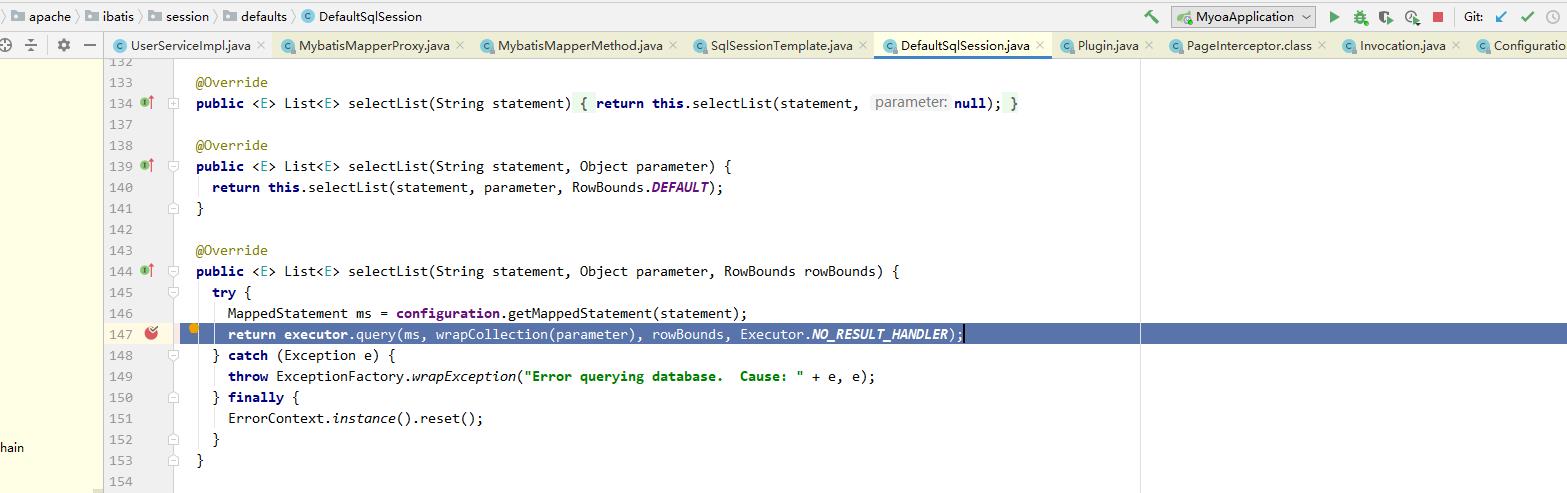 apache ibatis session defaults DefaultSqlSession MyoaApplication Git:
UserServiceImpl.java MybatisMapperProxy.java MybatisMapperMethod.java SqlSessionTemplate.java DefaultSqlSession.java Plugin.java PageInterceptor.class Invocation.java Configuratio
132
133 @Override
134 public <E> List<E> selectList(String statement) { return this.selectList(statement, parameter: null); }
137
138 @Override
139 public <E> List<E> selectList(String statement, Object parameter) {
140 return this.selectList(statement, parameter, RowBounds.DEFAULT);
141 }
142
143 @Override
144 public <E> List<E> selectList(String statement, Object parameter, RowBounds rowBounds) {
145 try {
146 MappedStatement ms = configuration.getMappedStatement(statement);
147 return executor.query(ms, wrapCollection(parameter), rowBounds, Executor.NO_RESULT_HANDLER);
148 } catch (Exception e) {
149 throw ExceptionFactory.wrapException("Error querying database.  Cause: " + e, e);
150 } finally {
151 ErrorContext.instance().reset();
152 }
153 }
154
hain